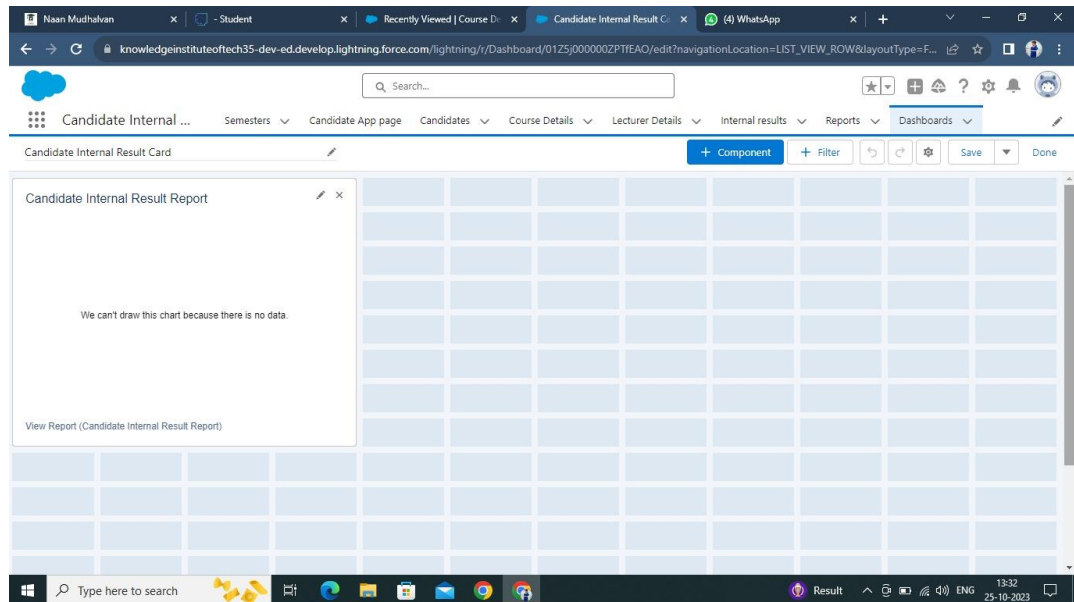 Naan Mudhalvan
- Student
Recently Viewed | Course De
Candidate Internal Result Ca
(4) WhatsApp
knowledgeinstituteoftech35-dev-ed.develop.lightning.force.com/lightning/r/Dashboard/01Z5j000000ZPTfEAO/edit?navigationLocation=LIST_VIEW_ROW&layoutType=F...
Search...
Candidate Internal ...
Semesters
Candidate App page
Candidates
Course Details
Lecturer Details
Internal results
Reports
Dashboards
Candidate Internal Result Card
+ Component
+ Filter
Save
Done
Candidate Internal Result Report
We can't draw this chart because there is no data.
View Report (Candidate Internal Result Report)
Type here to search
Result
ENG
13:32
25-10-2023